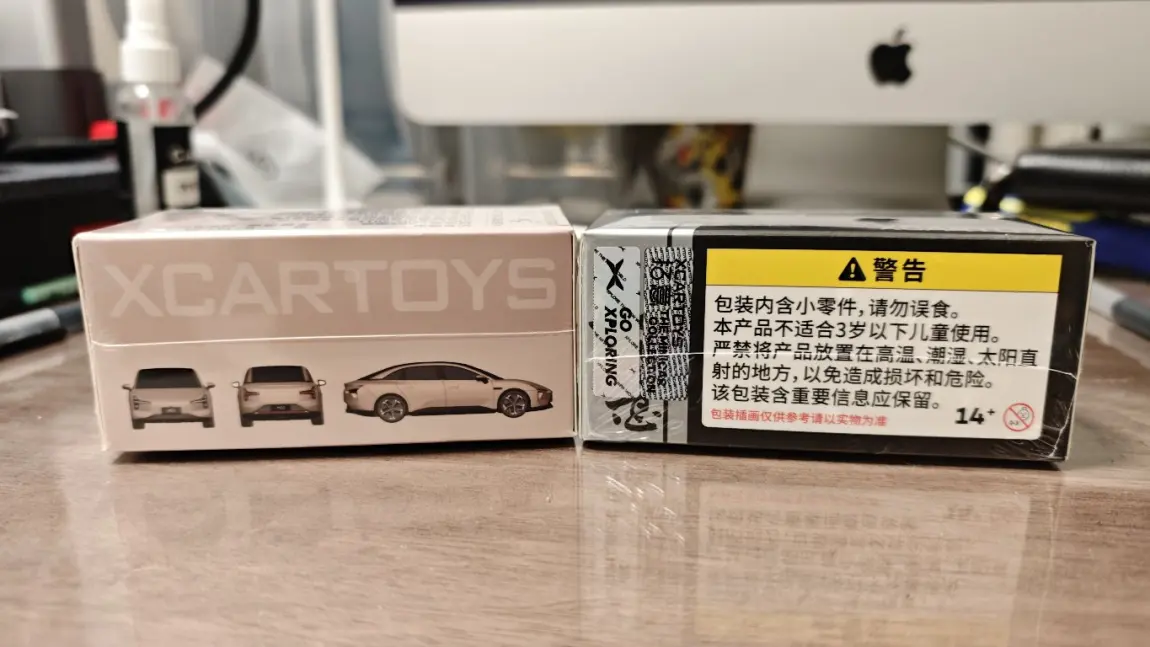 XCARTOYS
X
GO
XPLORING
XCARTOYS
警告
包装内含小零件，请勿误食。
本产品不适合3岁以下儿童使用。
严禁将产品放置在高温、潮湿、太阳直
射的地方，以免造成损坏和危险。
该包装含重要信息应保留。
包装插画仅供参考请以实物为准
14+